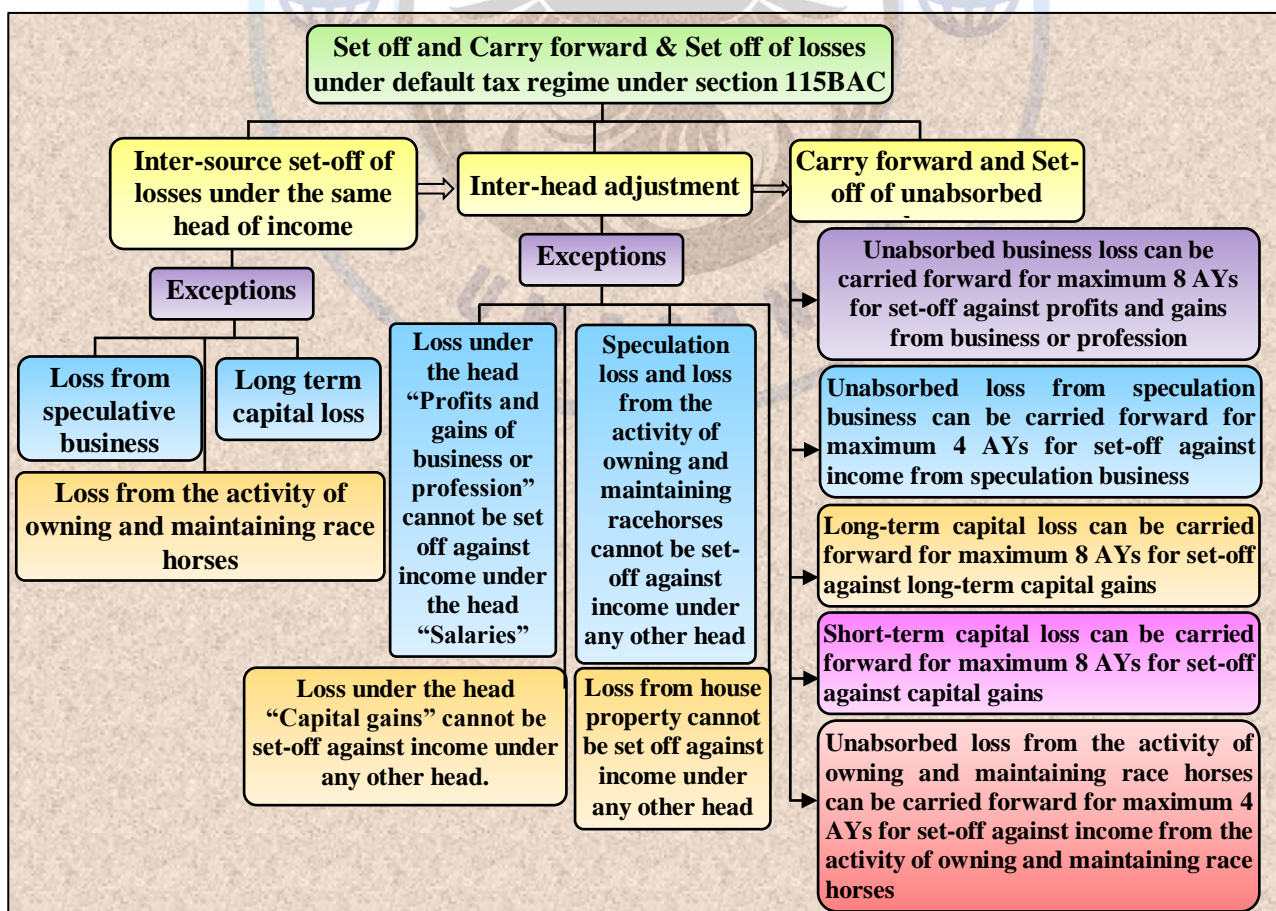 Set off and Carry forward & Set off of losses
under default tax regime under section 115BAC
Inter-source set-off of
losses under the same
head of income
Inter-head adjustment
Carry forward and Set-
off of unabsorbed
Exceptions
Loss from
speculative
business
Long term
capital loss
Loss from the activity of
owning and maintaining race
horses
Exceptions
Loss under
the head
“Profits and
gains of
business or
profession”
cannot be set
off against
income under
the head
“Salaries”
Speculation
loss and loss
from the
activity of
owning and
maintaining
racehorses
cannot be set-
off against
income under
any other head
Loss under the head
“Capital gains” cannot be
set-off against income under
any other head.
Loss from house
property cannot
be set off against
income under
any other head
Unabsorbed business loss can be
carried forward for maximum 8 AYs
for set-off against profits and gains
from business or profession
Unabsorbed loss from speculation
business can be carried forward for
maximum 4 AYs for set-off against
income from speculation business
Long-term capital loss can be carried
forward for maximum 8 AYs for set-off
against long-term capital gains
Short-term capital loss can be carried
forward for maximum 8 AYs for set-off
against capital gains
Unabsorbed loss from the activity of
owning and maintaining race horses
can be carried forward for maximum 4
AYs for set-off against income from the
activity of owning and maintaining race
horses